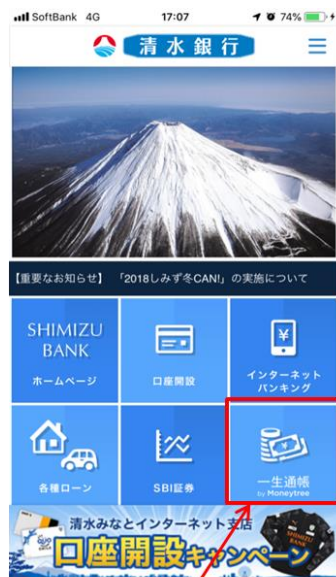 SoftBank 4G 17:07 74%
清水銀行
【重要なお知らせ】 「2018しみず冬CAN!」の実施について
SHIMIZU
BANK
ホームページ
口座開設
¥
インターネット
バンキング
各種ローン
SBI証券
一生通帳
by Moneytree
清水みなとインターネット支店
口座開設キャンペーン